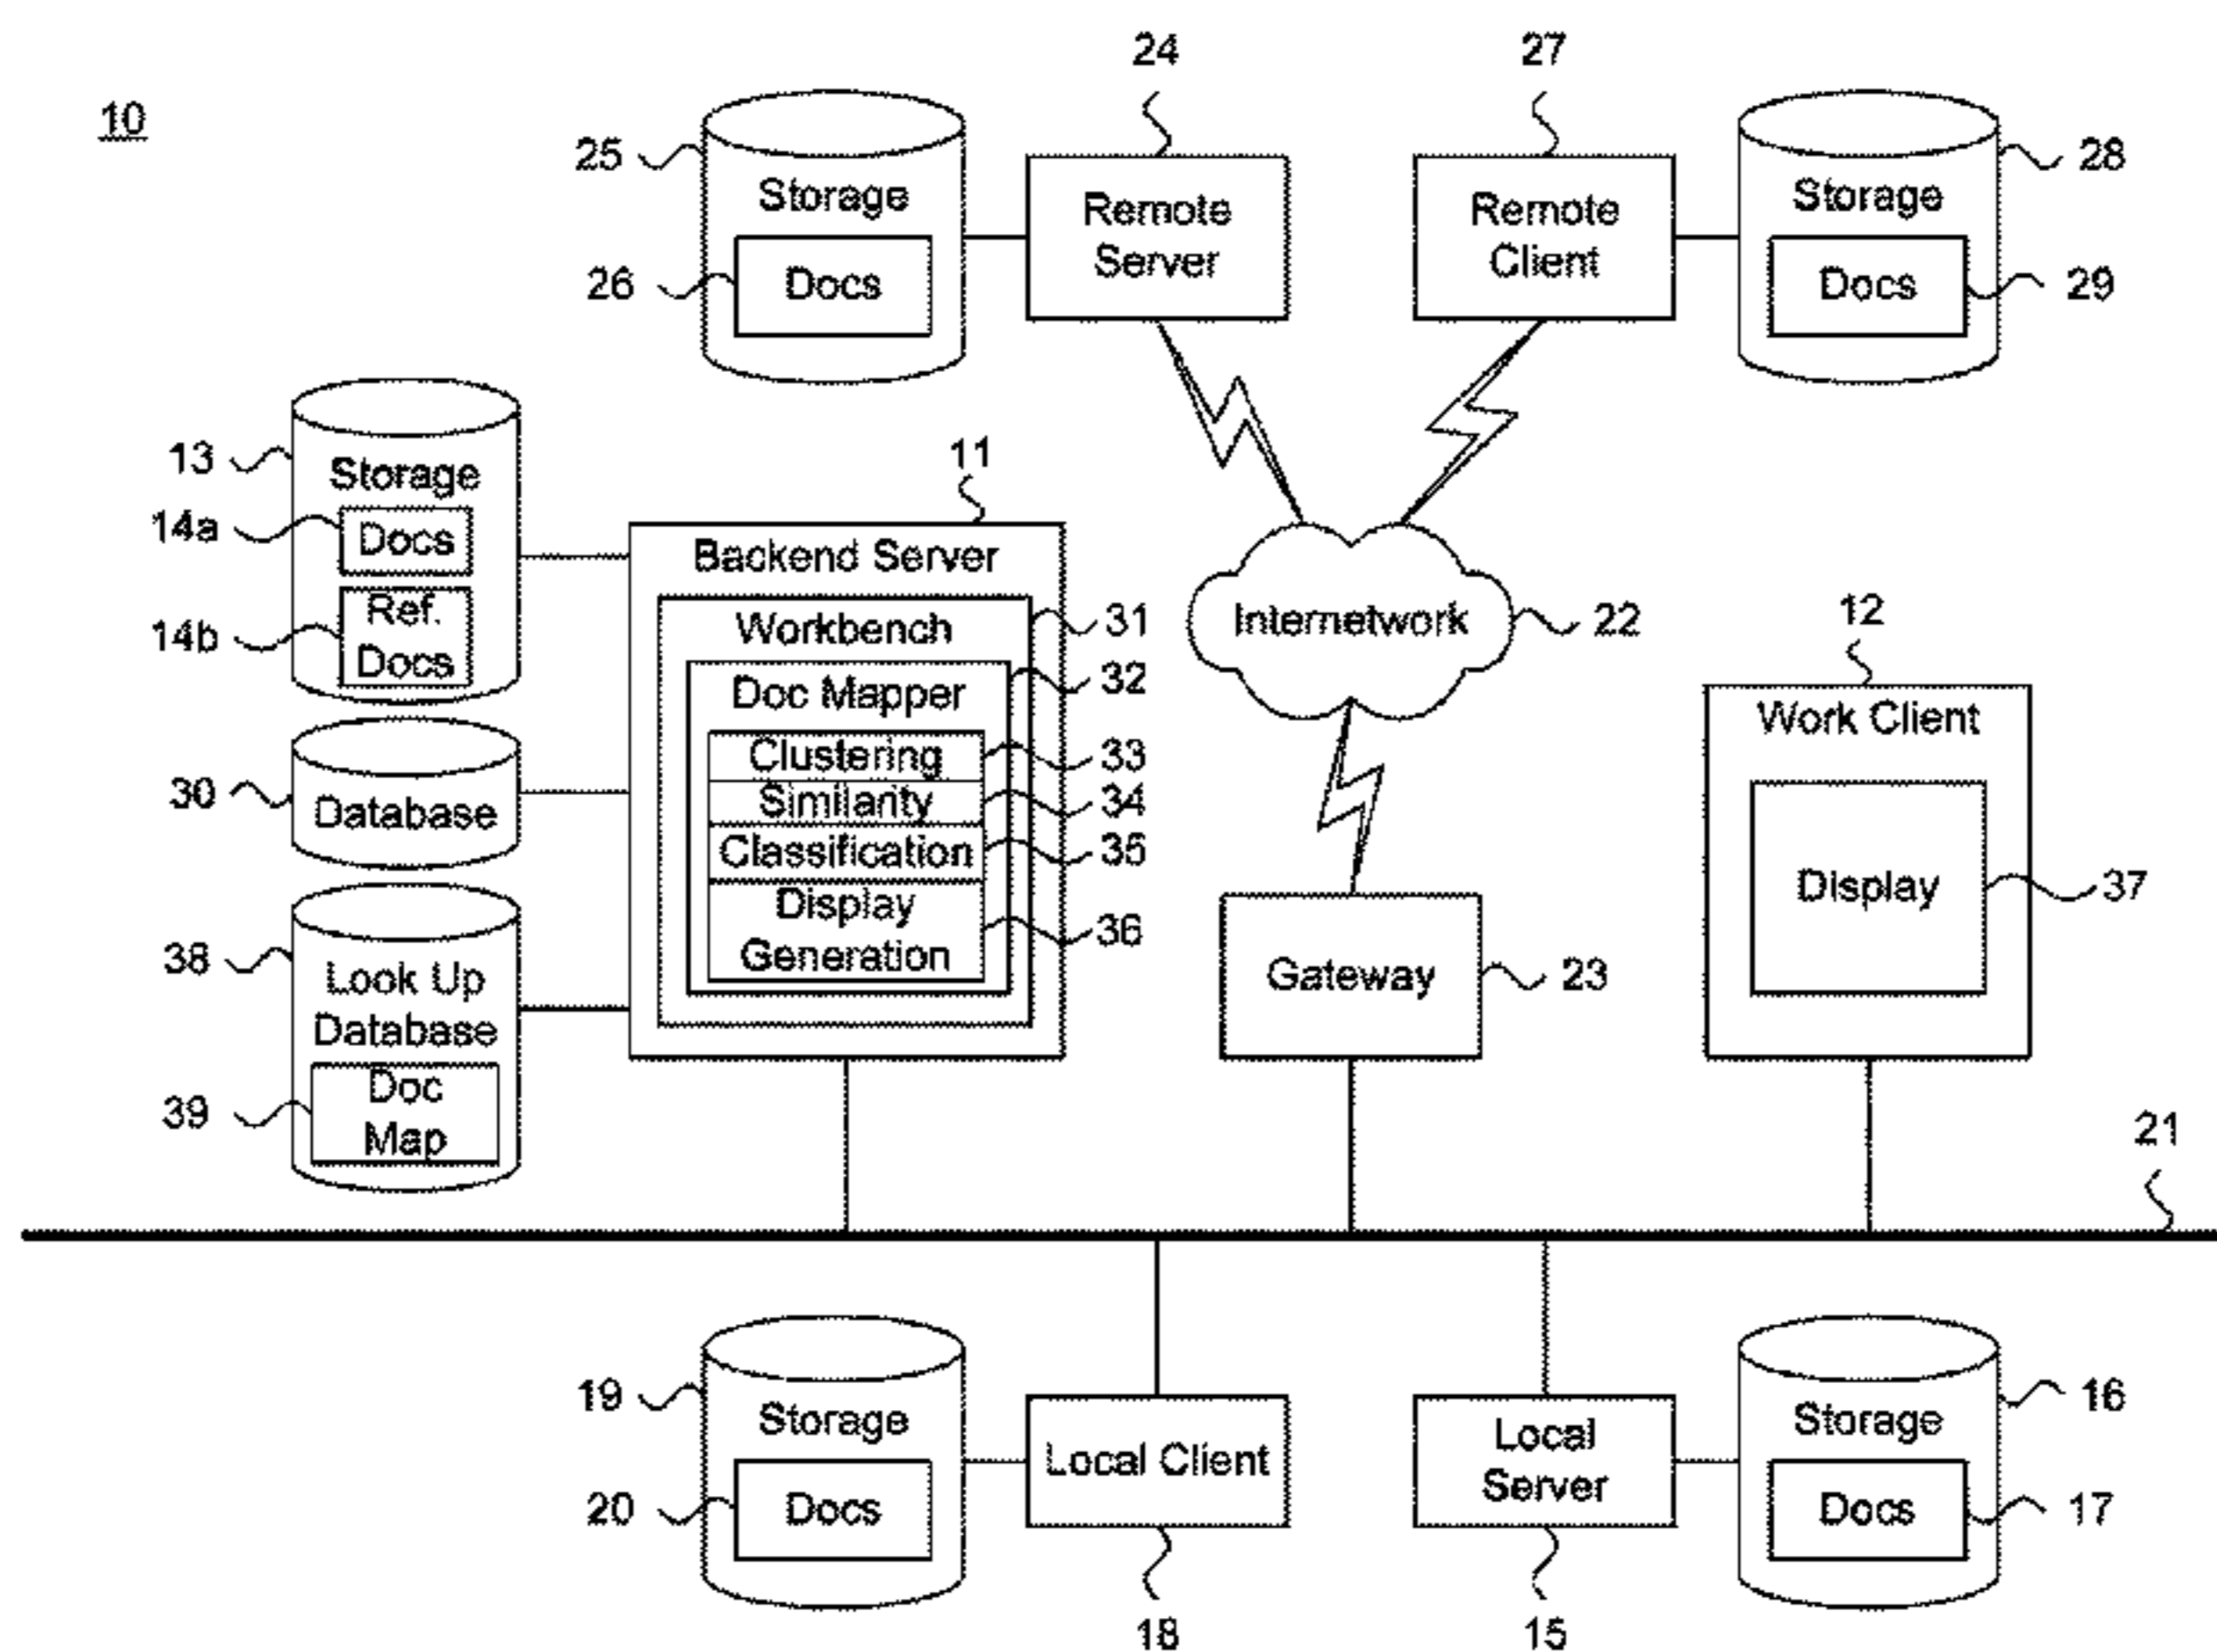 10
24
27
25
Storage
26
Docs
Remote
Server
Remote
Client
28
Storage
29
Docs
13
Storage
14a
Docs
14b
Ref.
Docs
11
Backend Server
Workbench
31
Doc Mapper
32
Clustering
33
Similarity
34
Classification
35
Display
Generation
36
Internetwork
22
12
Work Client
Display
37
30
Database
38
Look Up
Database
39
Doc
Map
Gateway
23
21
19
Storage
20
Docs
Local Client
18
Local
Server
15
16
Storage
17
Docs